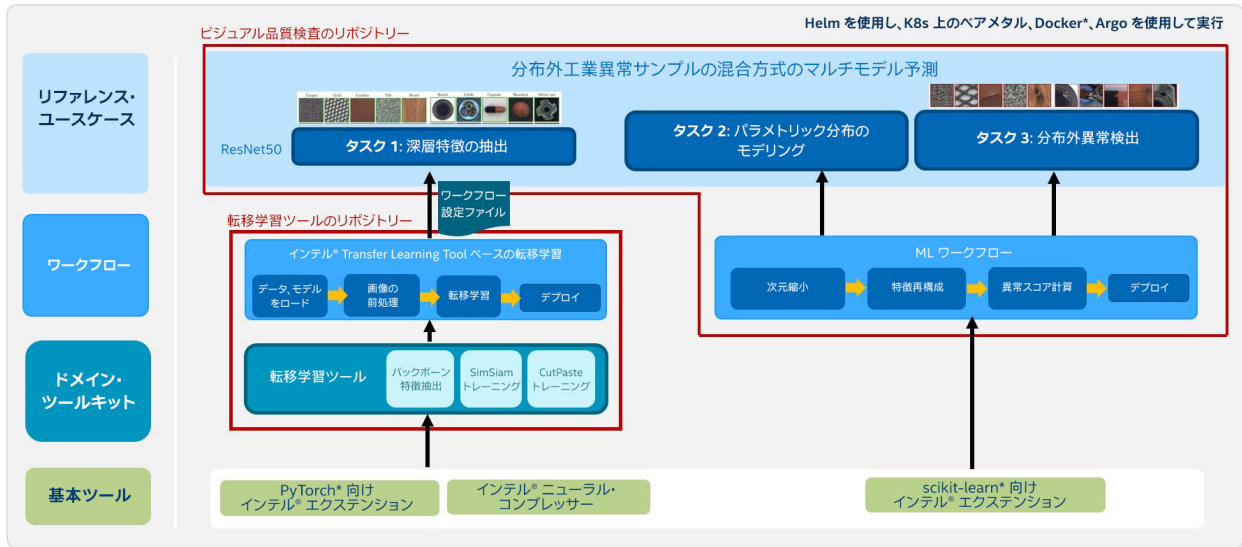 Helm を使用し、K8s 上のベアメタル、Docker*、Argo を使用して実行
ビジュアル品質検査のリポジトリー
リファレンス・
ユースケース
分布外工業異常サンプルの混合方式のマルチモデル予測
Carpet Grid Leather Tile Wood Bottle Cable Capsule Hazelnut Metal nut
ResNet50
タスク 1: 深層特徴の抽出
タスク 2: パラメトリック分布の
モデリング
タスク 3: 分布外異常検出
ワークフロー
設定ファイル
転移学習ツールのリポジトリー
ワークフロー
インテル® Transfer Learning Tool ベースの転移学習
データ、モデル
をロード
画像の
前処理
転移学習
デプロイ
ML ワークフロー
次元縮小
特徴再構成
異常スコア計算
デプロイ
ドメイン・
ツールキット
転移学習ツール
バックボーン
特徴抽出
SimSiam
トレーニング
CutPaste
トレーニング
基本ツール
PyTorch* 向け
インテル® エクステンション
インテル® ニューラル・
コンプレッサー
scikit-learn* 向け
インテル® エクステンション